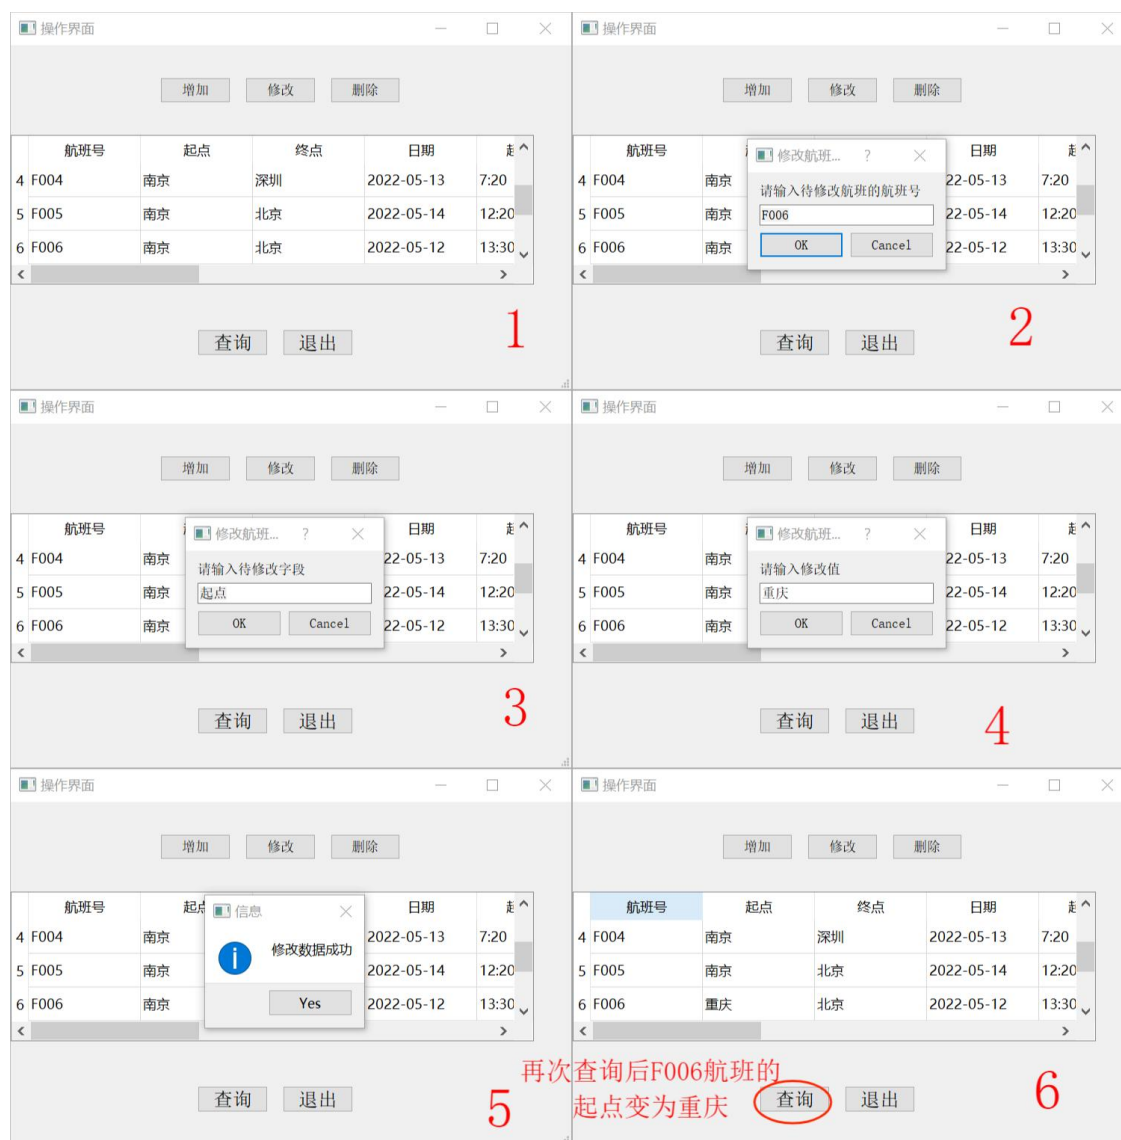 操作界面
增加 修改 删除
航班号 起点 终点 日期
4 F004 南京 深圳 2022-05-13 7:20
5 F005 南京 北京 2022-05-14 12:20
6 F006 南京 北京 2022-05-12 13:30
查询 退出
1
操作界面
增加 修改 删除
航班号 日期
修改航班... ?
4 F004 南京 22-05-13 7:20
请输入待修改航班的航班号
5 F005 南京 F006 22-05-14 12:20
6 F006 南京 OK Cancel 22-05-12 13:30
查询 退出
2
操作界面
增加 修改 删除
航班号 日期
修改航班... ?
4 F004 南京 22-05-13 7:20
请输入待修改字段
5 F005 南京 起点 22-05-14 12:20
6 F006 南京 OK Cancel 22-05-12 13:30
查询 退出
3
操作界面
增加 修改 删除
航班号 日期
修改航班... ?
4 F004 南京 22-05-13 7:20
请输入修改值
5 F005 南京 重庆 22-05-14 12:20
6 F006 南京 OK Cancel 22-05-12 13:30
查询 退出
4
操作界面
增加 修改 删除
航班号 起点 信息 日期
4 F004 南京 2022-05-13 7:20
修改数据成功
5 F005 南京 2022-05-14 12:20
6 F006 南京 Yes 2022-05-12 13:30
查询 退出
5
操作界面
增加 修改 删除
航班号 起点 终点 日期
4 F004 南京 深圳 2022-05-13 7:20
5 F005 南京 北京 2022-05-14 12:20
6 F006 重庆 北京 2022-05-12 13:30
再次查询后F006航班的
起点变为重庆
查询 退出
6